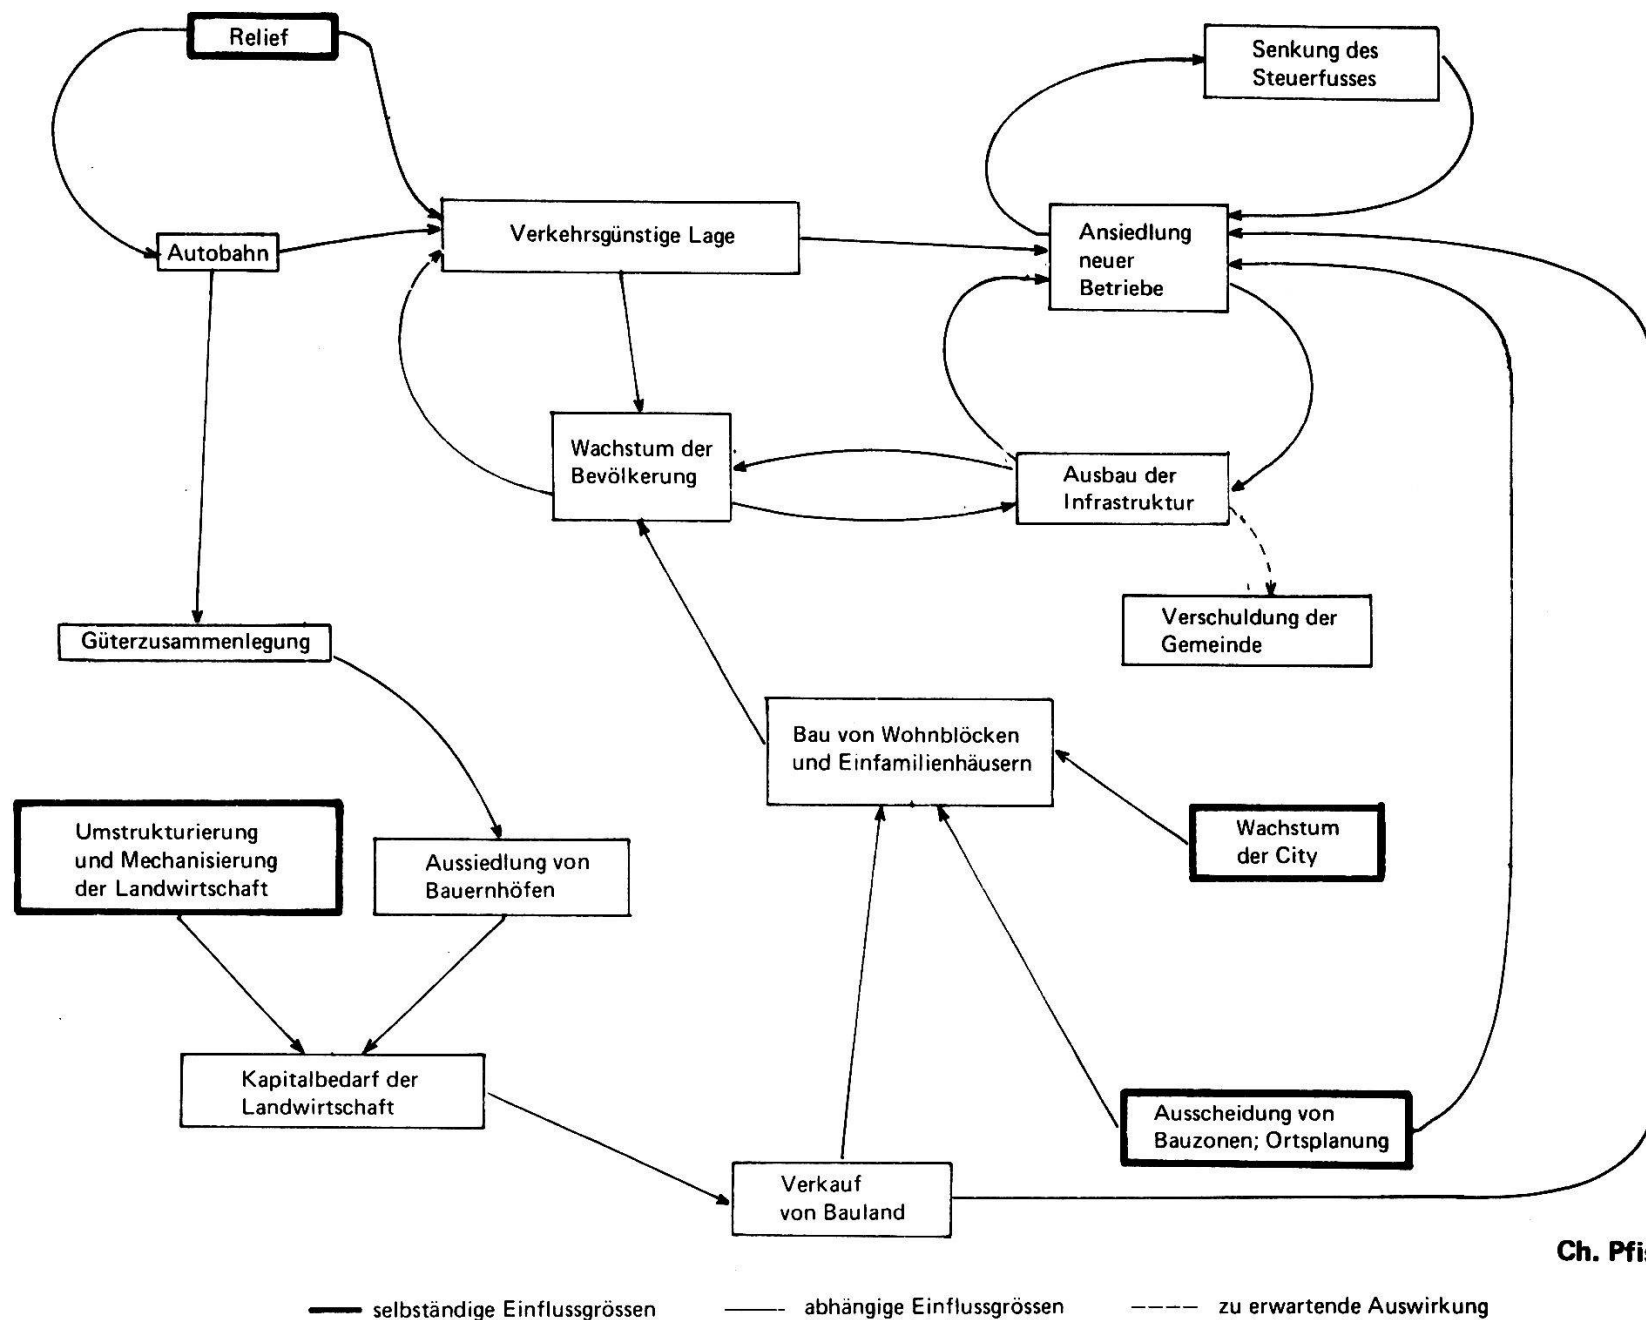 Relief
Senkung des
Steuerfusses
Autobahn
Verkehrsgünstige Lage
Ansiedlung
neuer
Betriebe
Wachstum der
Bevölkerung
Ausbau der
Infrastruktur
Verschuldung der
Gemeinde
Güterzusammenlegung
Bau von Wohnblöcken
und Einfamilienhäusern
Umstrukturierung
und Mechanisierung
der Landwirtschaft
Aussiedlung von
Bauernhöfen
Wachstum
der City
Kapitalbedarf der
Landwirtschaft
Ausscheidung von
Bauzonen; Ortsplanung
Verkauf
von Bauland
Ch.
selbständige Einflussgrössen
abhängige Einflussgrössen
zu erwartende Auswirkung